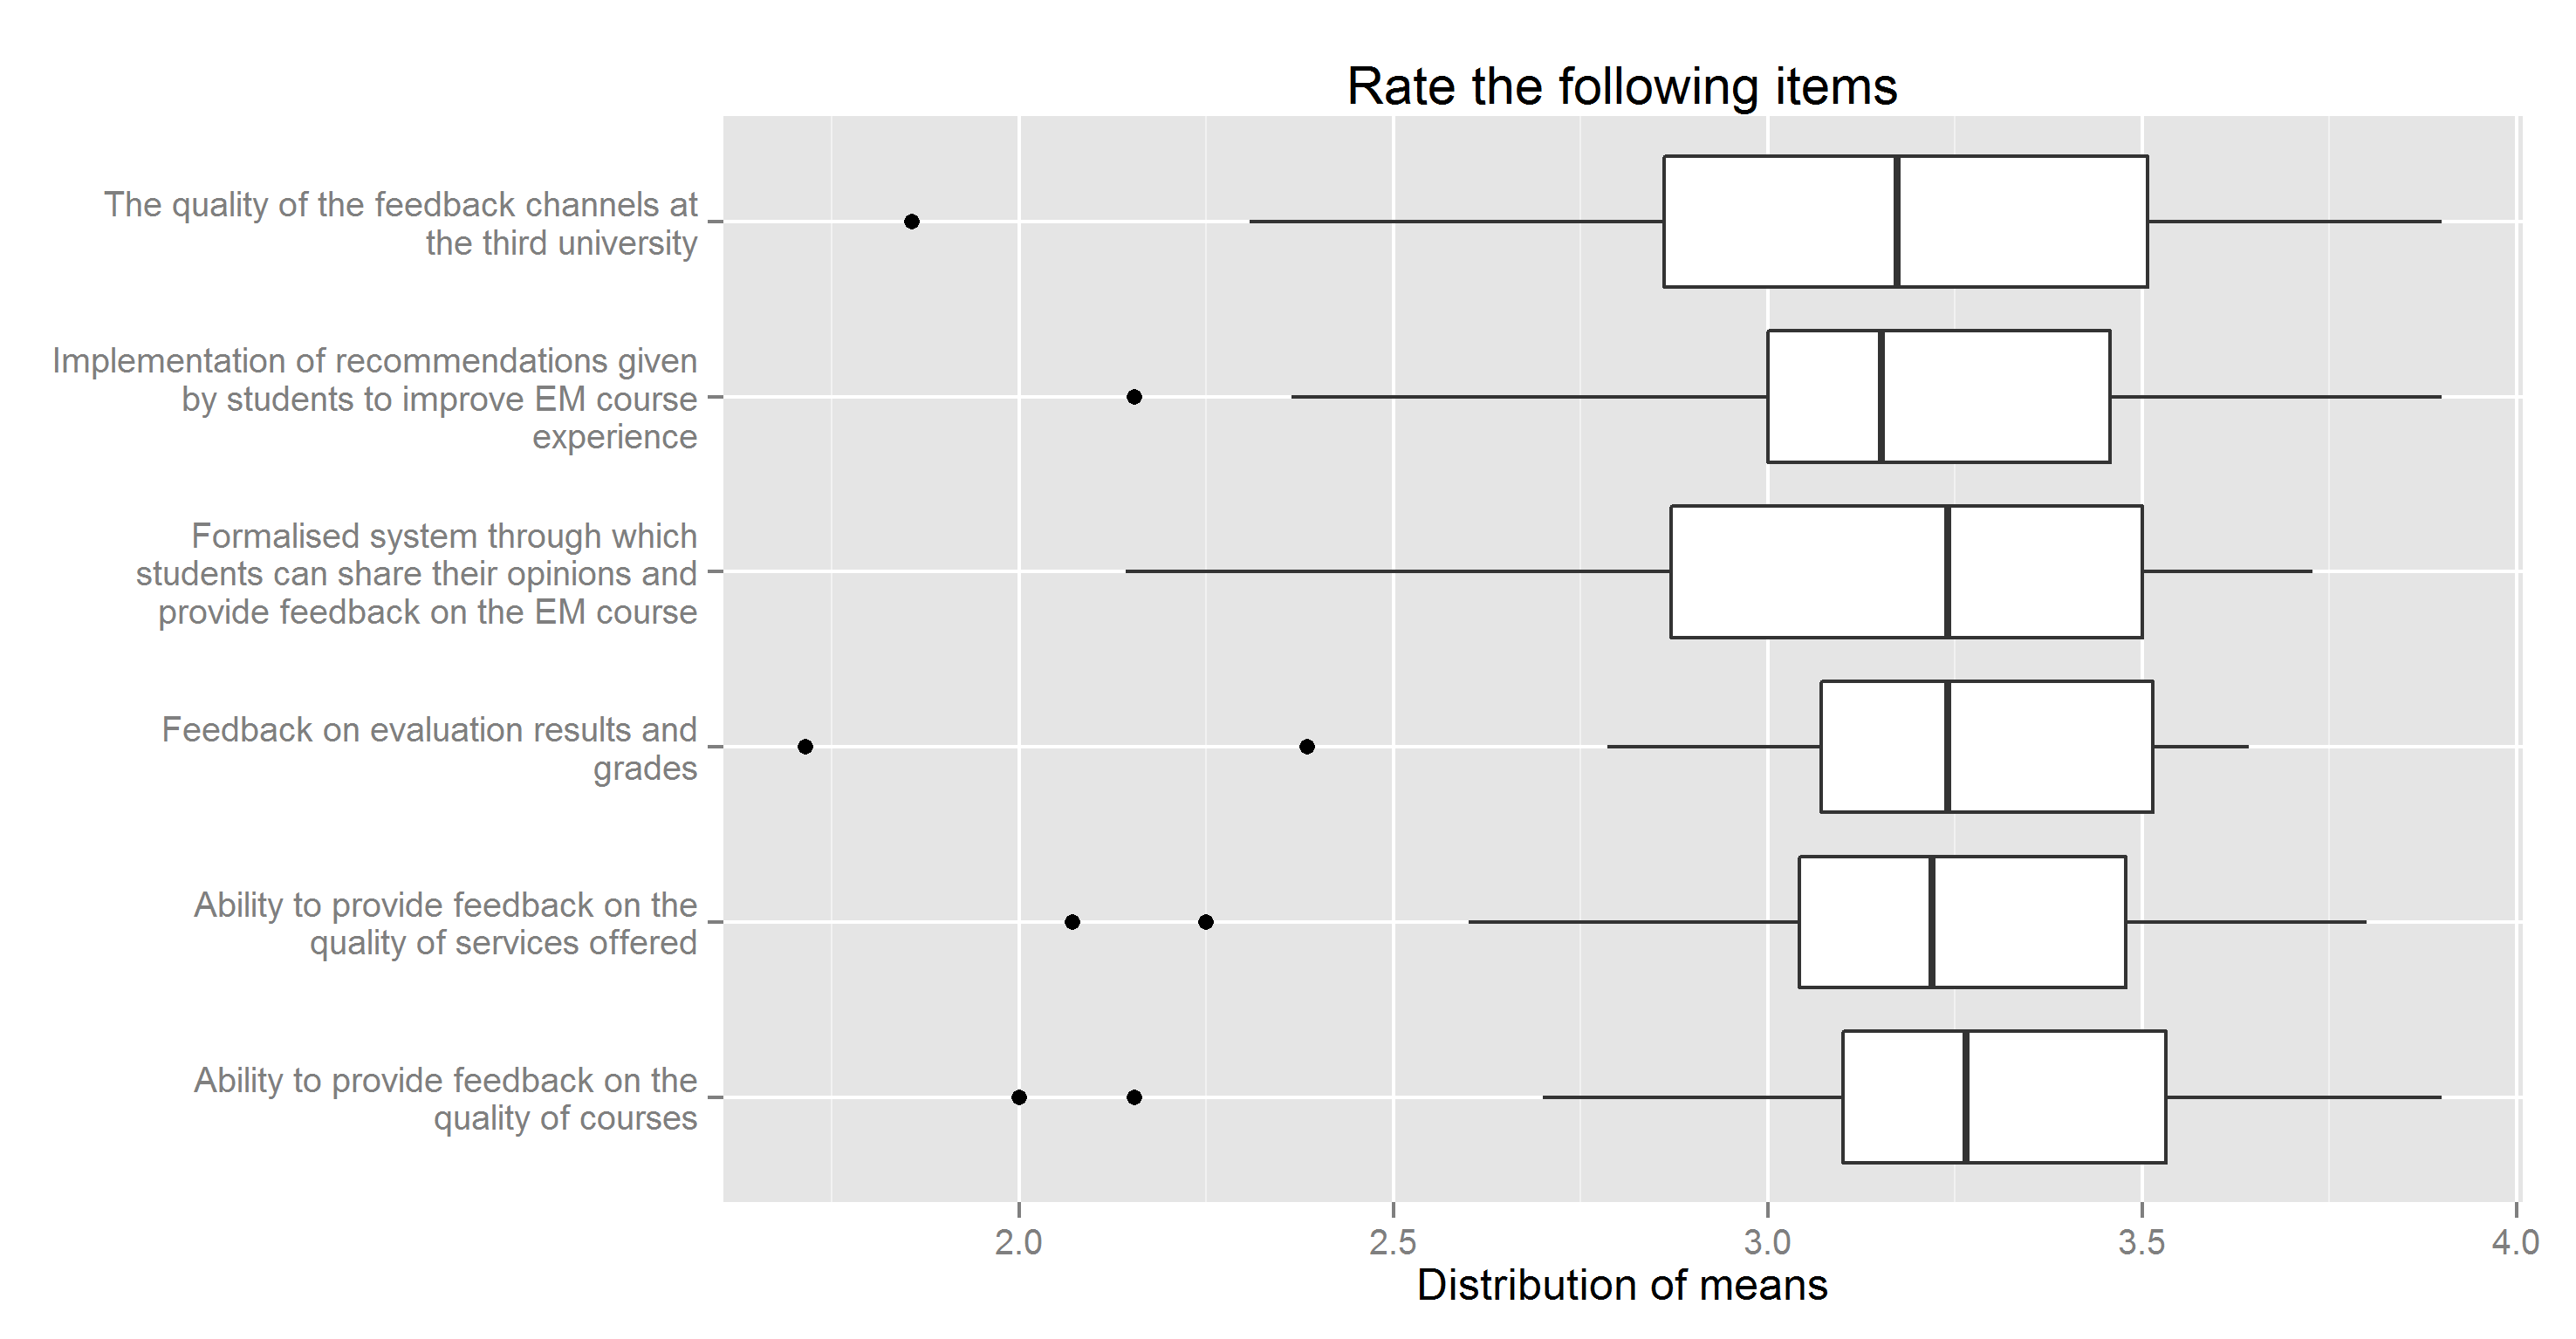 Rate the following items
The quality of the feedback channels at
the third university
Implementation of recommendations given
by students to improve EM course
experience
Formalised system through which
students can share their opinions and
provide feedback on the EM course
Feedback on evaluation results and
grades
Ability to provide feedback on the
quality of services offered
Ability to provide feedback on the
quality of courses
2.0 2.5 3.0 3.5 4.0
Distribution of means